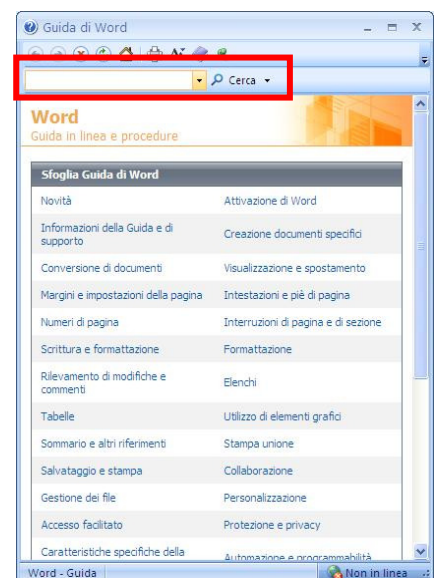 Guida di Word
Cerca
Word
Guida in linea e procedure
Sfoglia Guida di Word
Novità Attivazione di Word
Informazioni della Guida e di
supporto
Creazione documenti specifici
Conversione di documenti Visualizzazione e spostamento
Margini e impostazioni della pagina Intestazioni e piè di pagina
Numeri di pagina Interruzioni di pagina e di sezione
Scrittura e formattazione Formattazione
Rilevamento di modifiche e
commenti
Elenchi
Tabelle Utilizzo di elementi grafici
Sommario e altri riferimenti Stampa unione
Salvataggio e stampa Collaborazione
Gestione dei file Personalizzazione
Accesso facilitato Protezione e privacy
Caratteristiche specifiche della Automazione e programmabilità
Word - Guida Non in linea